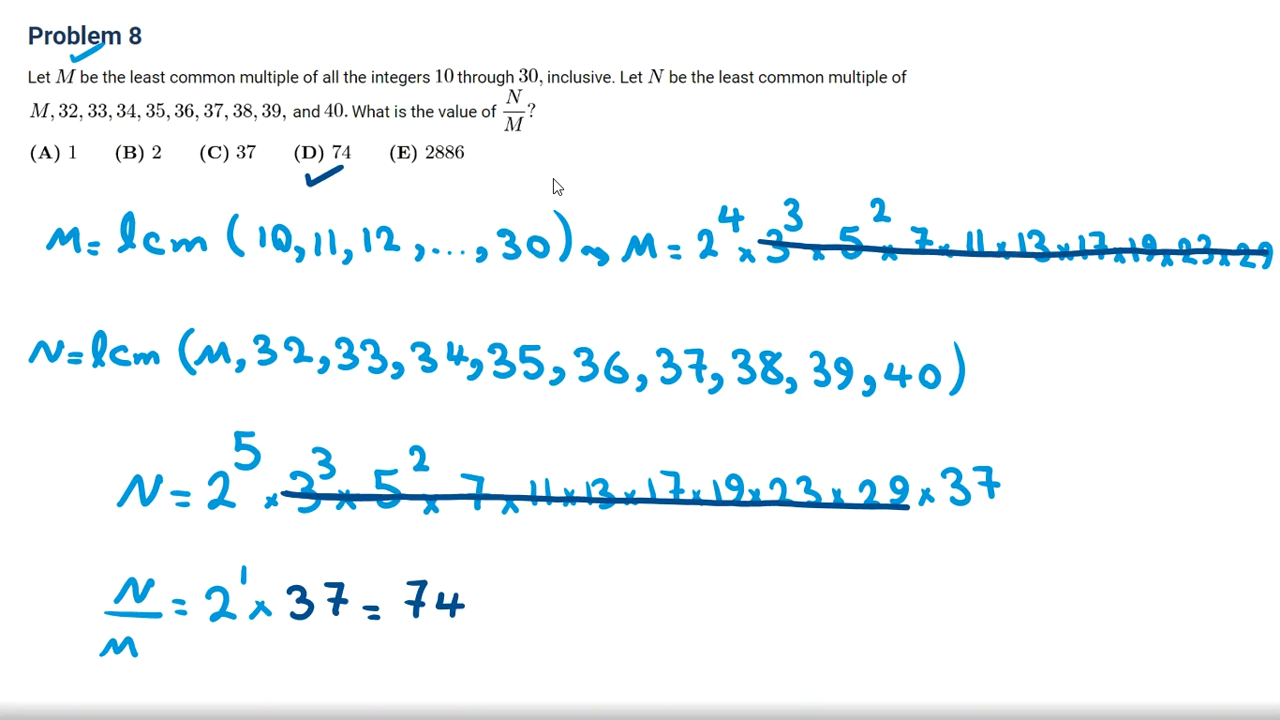 Problem 8
Let M be the least common multiple of all the integers 10 through 30, inclusive. Let N be the least common multiple of
M, 32, 33, 34, 35, 36, 37, 38, 39, and 40. What is the value of N/M?
(A) 1 (B) 2 (C) 37 (D) 74 (E) 2886
M = lcm (10, 11, 12, ..., 30) → M = 2^4 × 3^3 × 5^2 × 7 × 11 × 13 × 17 × 19 × 23 × 29
N = lcm (M, 32, 33, 34, 35, 36, 37, 38, 39, 40)
N = 2^5 × 3^3 × 5^2 × 7 × 11 × 13 × 17 × 19 × 23 × 29 × 37
N/M = 2^1 × 37 = 74